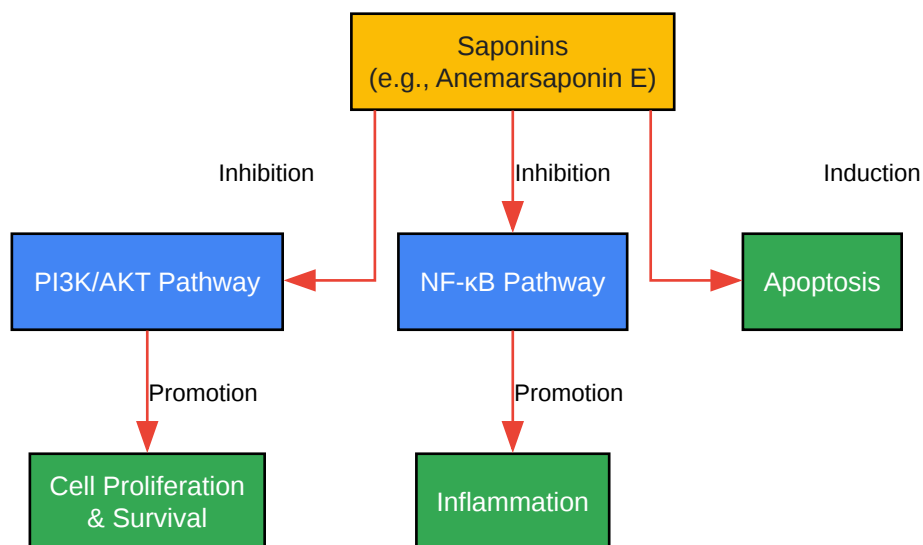 Saponins
(e.g., Anemarsaponin E)
Inhibition
Inhibition
Induction
PI3K/AKT Pathway
NF-κB Pathway
Apoptosis
Promotion
Promotion
Cell Proliferation
& Survival
Inflammation